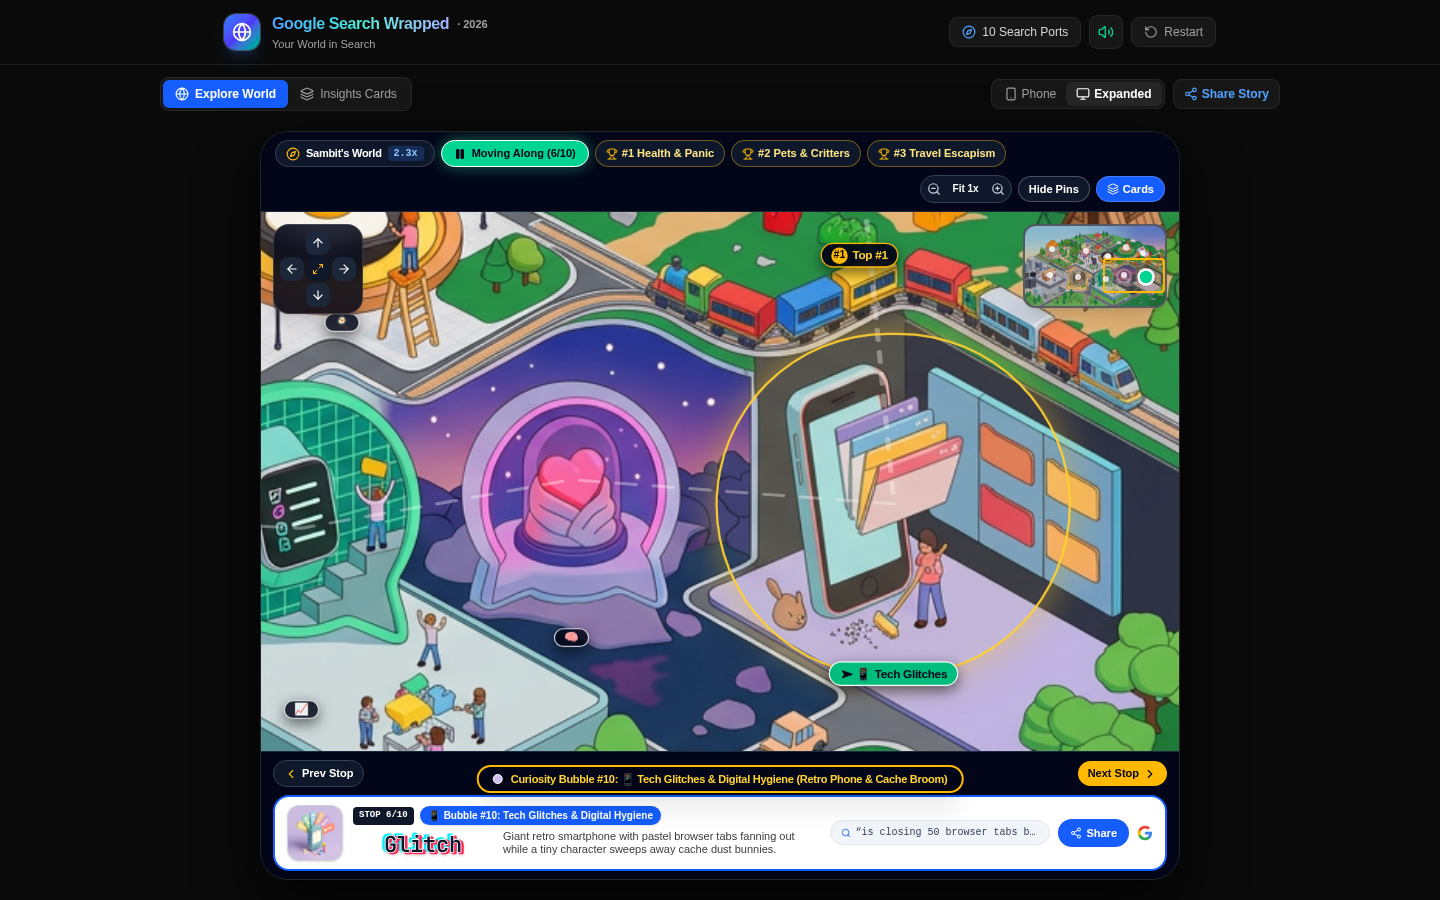 Google Search Wrapped · 2026
Your World in Search
10 Search Ports
Restart
Explore World
Insights Cards
Phone
Expanded
Share Story
Sambit's World 2.3x
Moving Along (6/10)
#1 Health & Panic
#2 Pets & Critters
#3 Travel Escapism
Fit 1x
Hide Pins
Cards
#1 Top #1
Tech Glitches
Prev Stop
Curiosity Bubble #10: Tech Glitches & Digital Hygiene (Retro Phone & Cache Broom)
Next Stop
STOP 6/10
Bubble #10: Tech Glitches & Digital Hygiene
Glitch
Giant retro smartphone with pastel browser tabs fanning out
while a tiny character sweeps away cache dust bunnies.
“is closing 50 browser tabs b…
Share